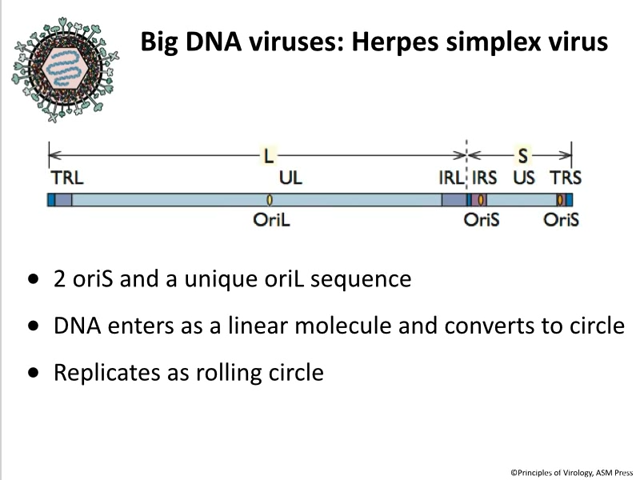 Big DNA viruses: Herpes simplex virus
L S
TRL UL IRL IRS US TRS
OriL OriS OriS
• 2 oriS and a unique oriL sequence
• DNA enters as a linear molecule and converts to circle
• Replicates as rolling circle
©Principles of Virology, ASM Press